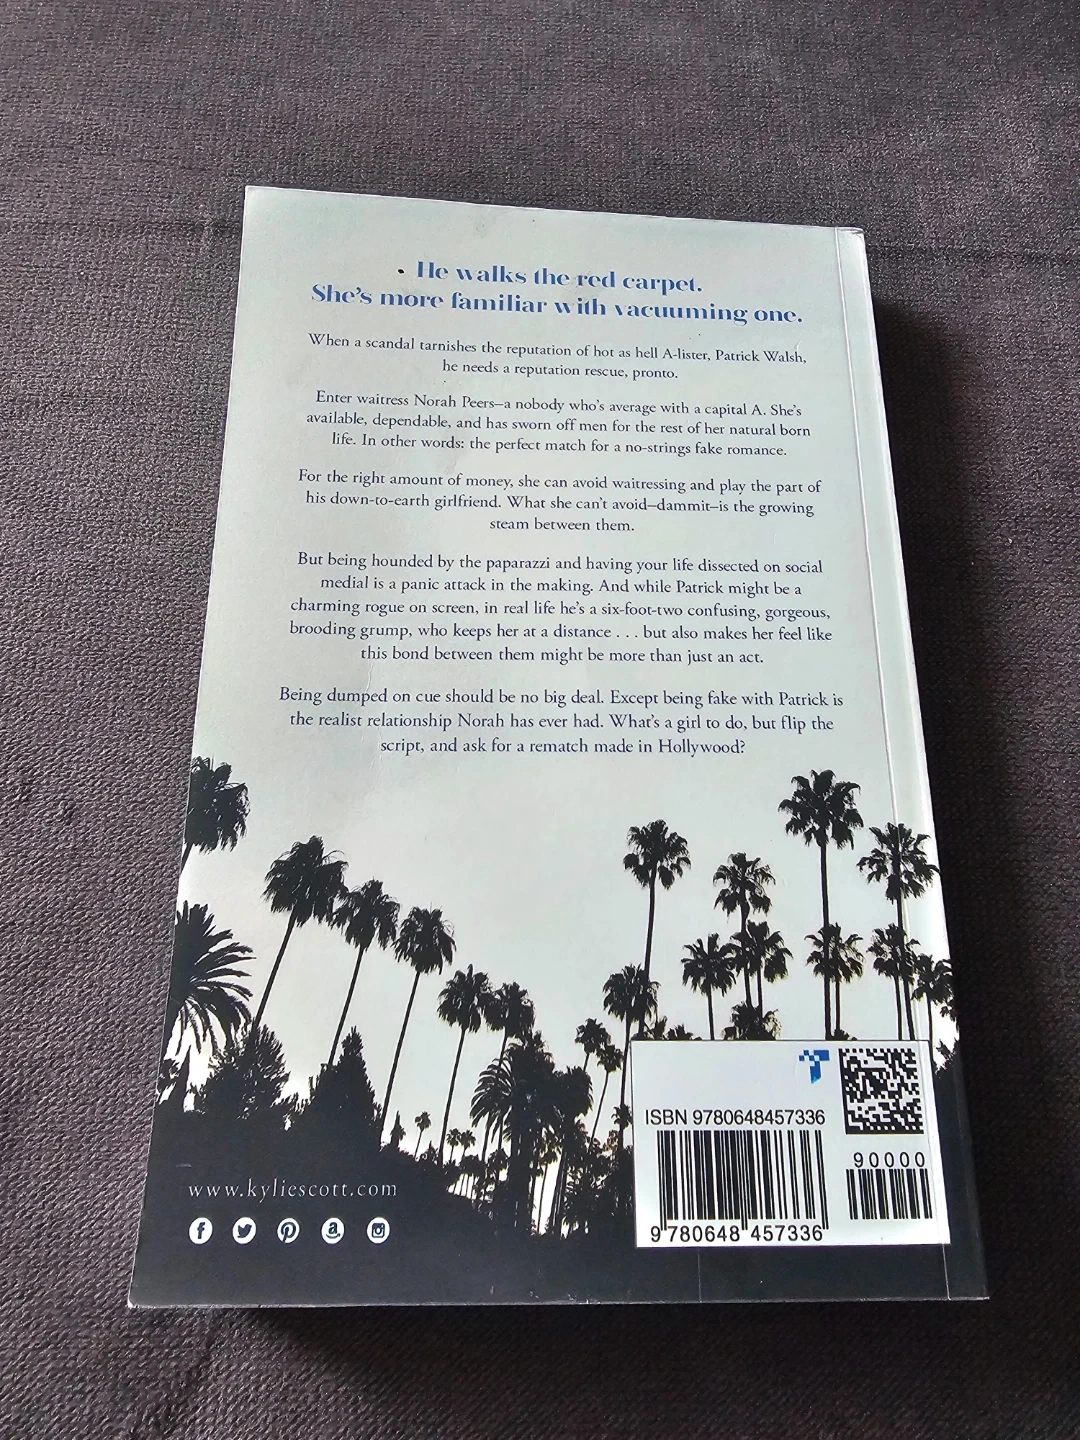 He walks the red carpet.
She's more familiar with vacuuming one.
When a scandal tarnishes the reputation of hot as hell A-lister, Patrick Walsh,
he needs a reputation rescue, pronto.
Enter waitress Norah Peers—a nobody who's average with a capital A. She's
available, dependable, and has sworn off men for the rest of her natural born
life. In other words: the perfect match for a no-strings fake romance.
For the right amount of money, she can avoid waitressing and play the part of
his down-to-earth girlfriend. What she can't avoid—dammit—is the growing
steam between them.
But being hounded by the paparazzi and having your life dissected on social
medial is a panic attack in the making. And while Patrick might be a
charming rogue on screen, in real life he's a six-foot-two confusing, gorgeous,
brooding grump, who keeps her at a distance . . . but also makes her feel like
this bond between them might be more than just an act.
Being dumped on cue should be no big deal. Except being fake with Patrick is
the realist relationship Norah has ever had. What's a girl to do, but flip the
script, and ask for a rematch made in Hollywood?
ISBN 9780648457336
90000
9 780648 457336
www.kyliescott.com